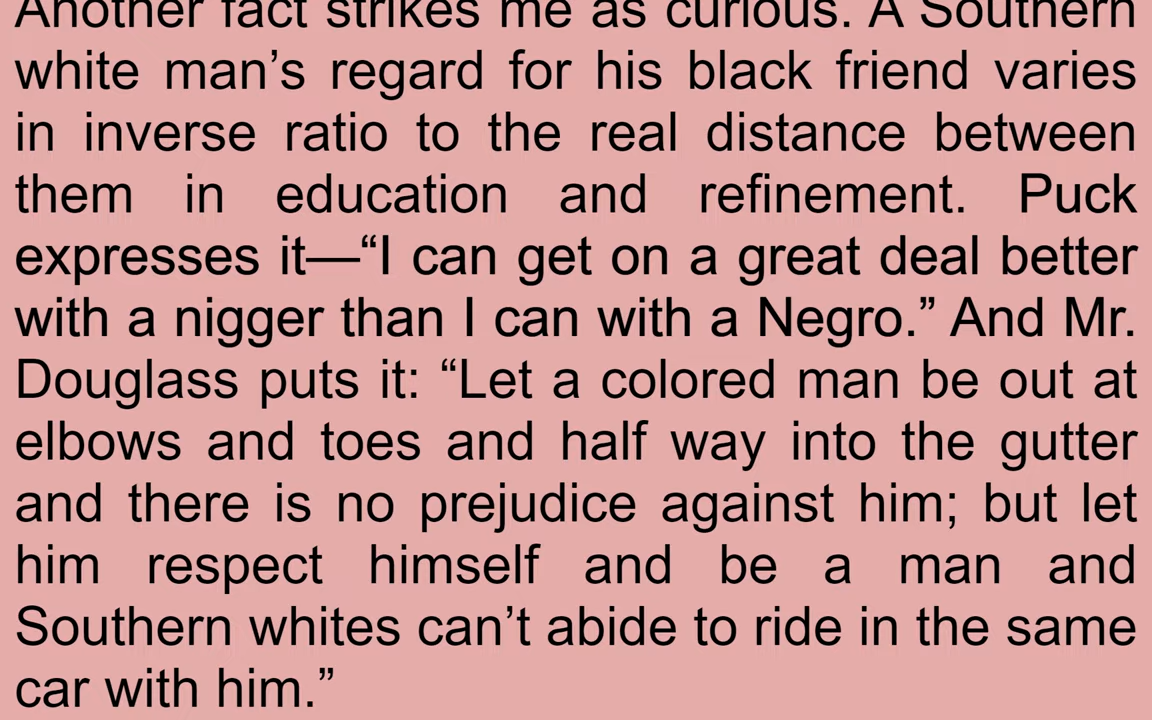 Another fact strikes me as curious. A Southern
white man’s regard for his black friend varies
in inverse ratio to the real distance between
them in education and refinement. Puck
expresses it—“I can get on a great deal better
with a nigger than I can with a Negro.” And Mr.
Douglass puts it: “Let a colored man be out at
elbows and toes and half way into the gutter
and there is no prejudice against him; but let
him respect himself and be a man and
Southern whites can’t abide to ride in the same
car with him.”